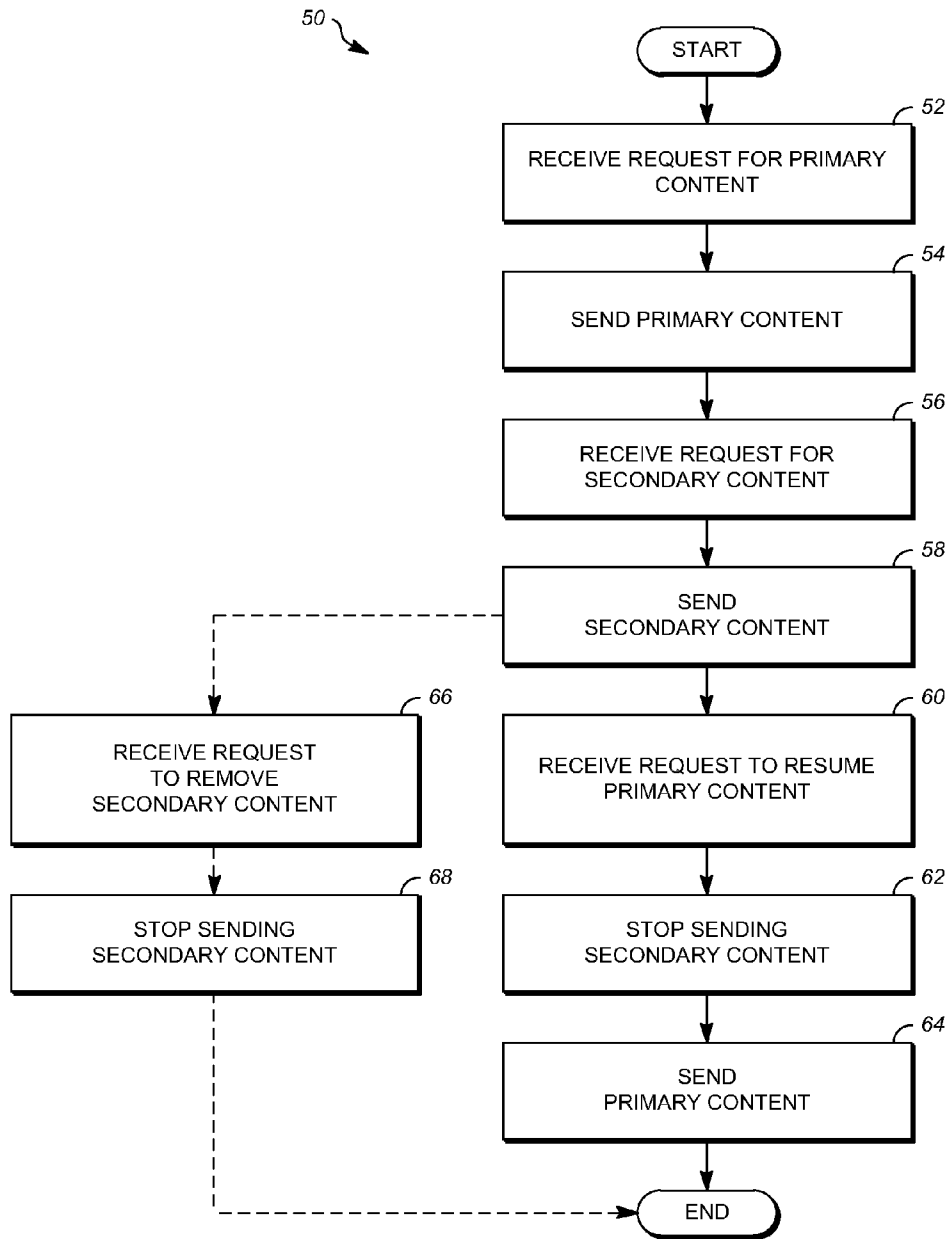 50
START
52
RECEIVE REQUEST FOR PRIMARY
CONTENT
54
SEND PRIMARY CONTENT
56
RECEIVE REQUEST FOR
SECONDARY CONTENT
58
SEND
SECONDARY CONTENT
66
RECEIVE REQUEST
TO REMOVE
SECONDARY CONTENT
60
RECEIVE REQUEST TO RESUME
PRIMARY CONTENT
68
STOP SENDING
SECONDARY CONTENT
62
STOP SENDING
SECONDARY CONTENT
64
SEND
PRIMARY CONTENT
END